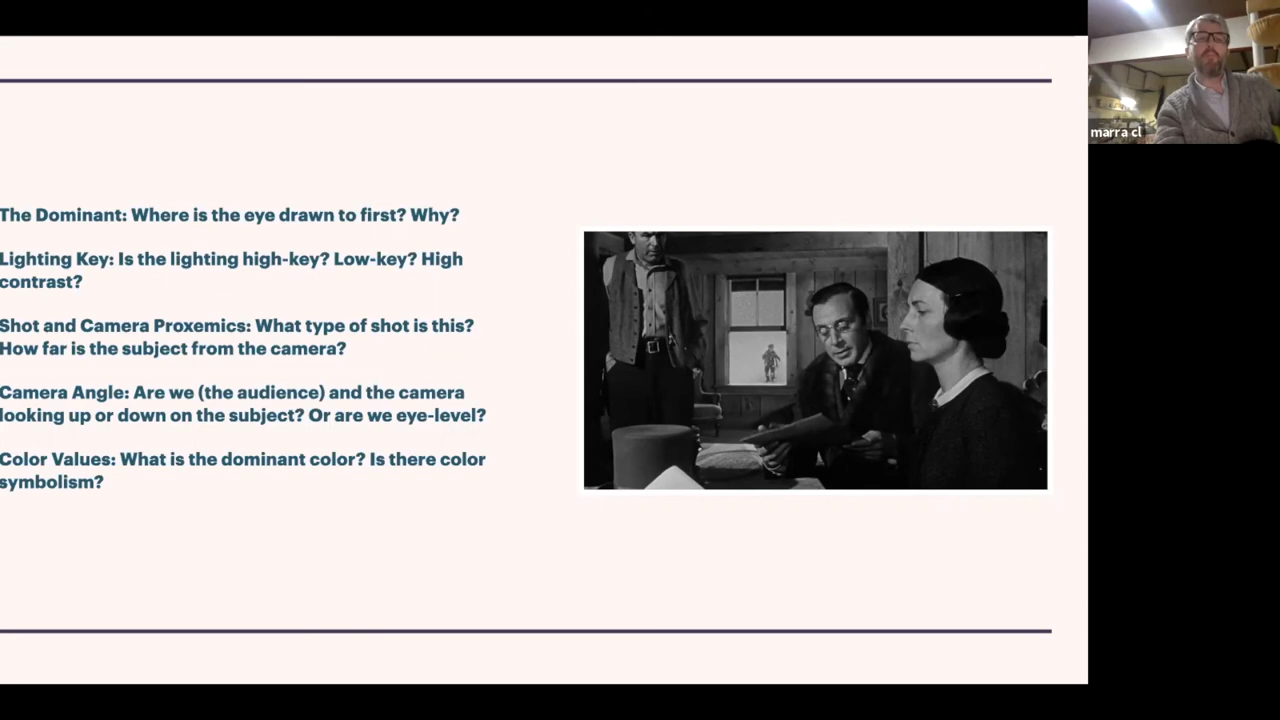 The Dominant: Where is the eye drawn to first? Why?
Lighting Key: Is the lighting high-key? Low-key? High
contrast?
Shot and Camera Proxemics: What type of shot is this?
How far is the subject from the camera?
Camera Angle: Are we (the audience) and the camera
looking up or down on the subject? Or are we eye-level?
Color Values: What is the dominant color? Is there color
symbolism?
marra cl